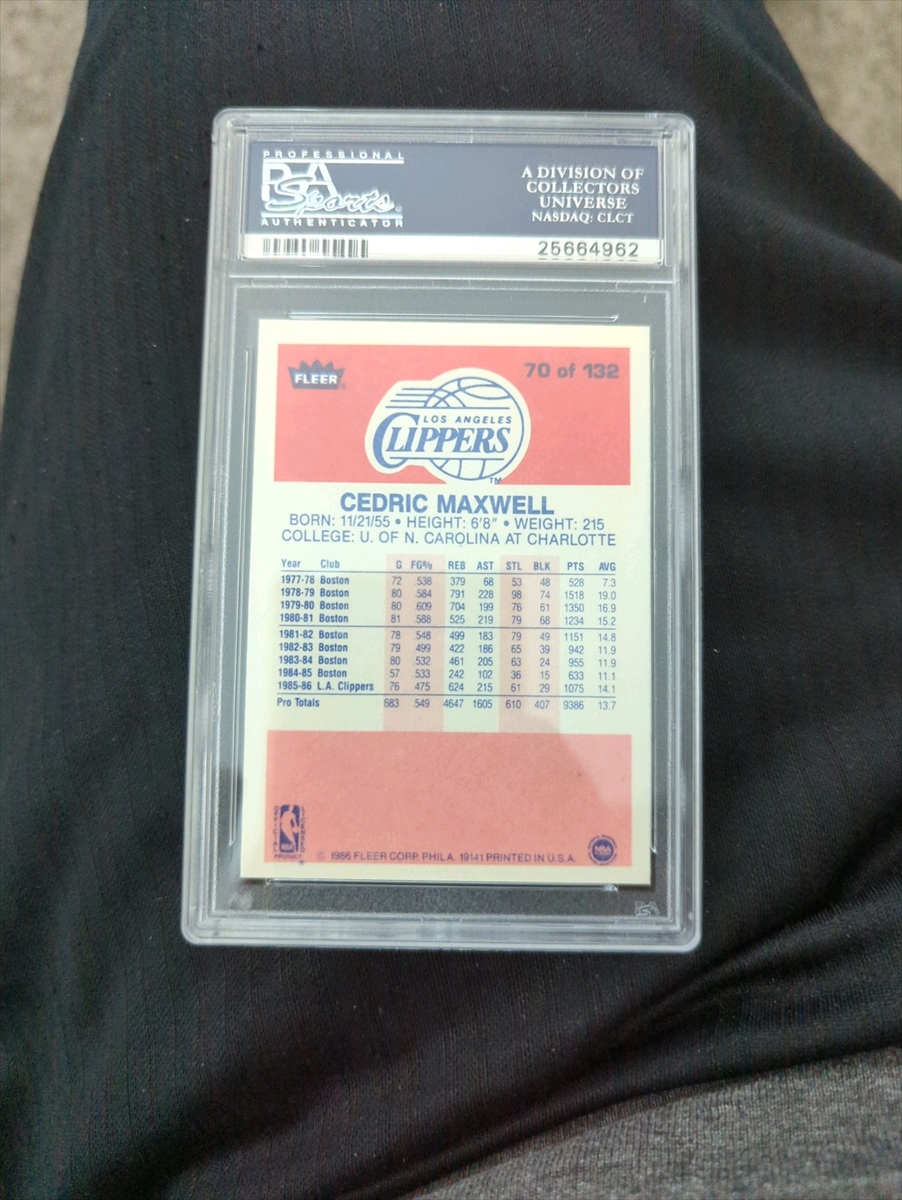 PROFESSIONAL
PSA
Sports®
AUTHENTICATOR
A DIVISION OF
COLLECTORS
UNIVERSE
NASDAQ: CLCT
25664962
FLEER®
70 of 132
LOS ANGELES
CLIPPERS
TM
CEDRIC MAXWELL
BORN: 11/21/55 • HEIGHT: 6'8" • WEIGHT: 215
COLLEGE: U. OF N. CAROLINA AT CHARLOTTE
Year Club G FG% REB AST STL BLK PTS AVG
1977-78 Boston 72 538 379 68 53 48 528 7.3
1978-79 Boston 80 584 791 228 98 74 1518 19.0
1979-80 Boston 80 609 704 199 76 61 1350 16.9
1980-81 Boston 81 588 525 219 79 68 1234 15.2
1981-82 Boston 78 548 499 183 79 49 1151 14.8
1982-83 Boston 79 499 422 186 65 39 942 11.9
1983-84 Boston 80 532 461 205 63 24 955 11.9
1984-85 Boston 57 533 242 102 36 15 633 11.1
1985-86 L.A. Clippers 76 475 624 215 61 29 1075 14.1
Pro Totals 683 549 4647 1605 610 407 9386 13.7
OFFICIAL
LICENSED
NBA
PRODUCT
© 1986 FLEER CORP. PHILA. 19141 PRINTED IN U.S.A.
NBA
PSA